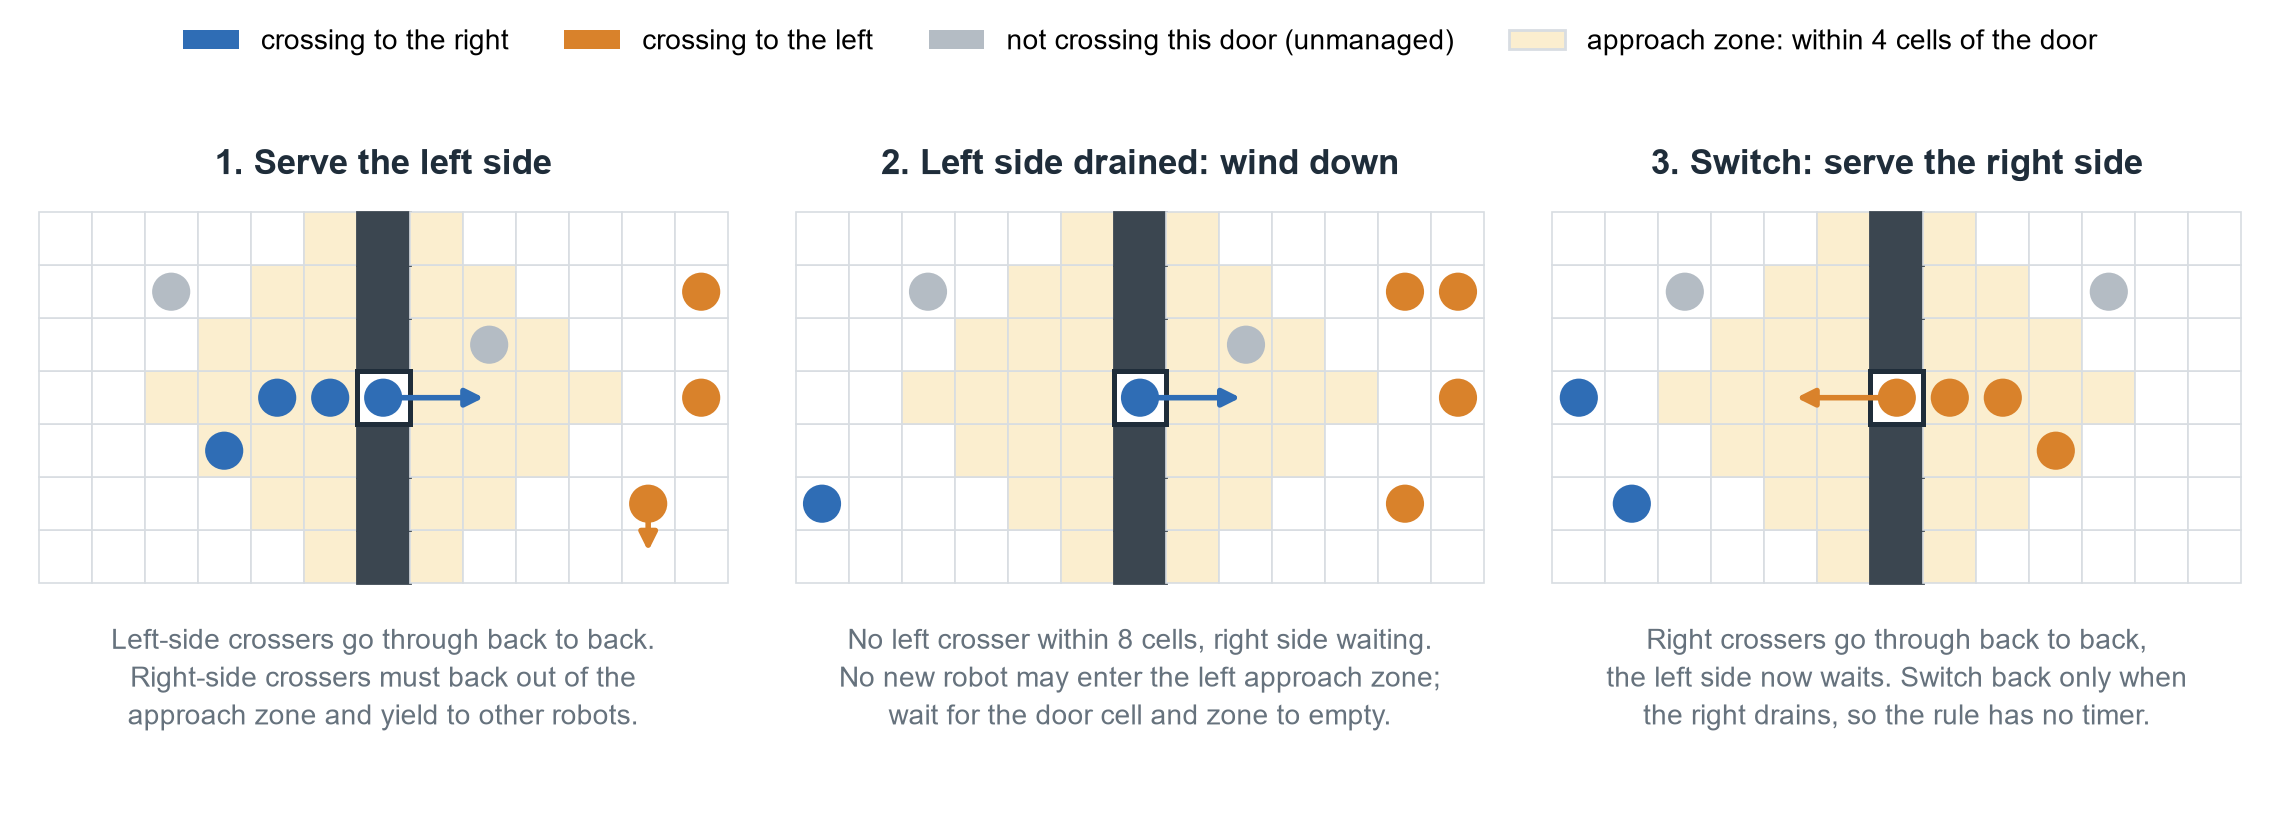 crossing to the right
crossing to the left
not crossing this door (unmanaged)
approach zone: within 4 cells of the door
1. Serve the left side
Left-side crossers go through back to back.
Right-side crossers must back out of the
approach zone and yield to other robots.
2. Left side drained: wind down
No left crosser within 8 cells, right side waiting.
No new robot may enter the left approach zone;
wait for the door cell and zone to empty.
3. Switch: serve the right side
Right crossers go through back to back,
the left side now waits. Switch back only when
the right drains, so the rule has no timer.